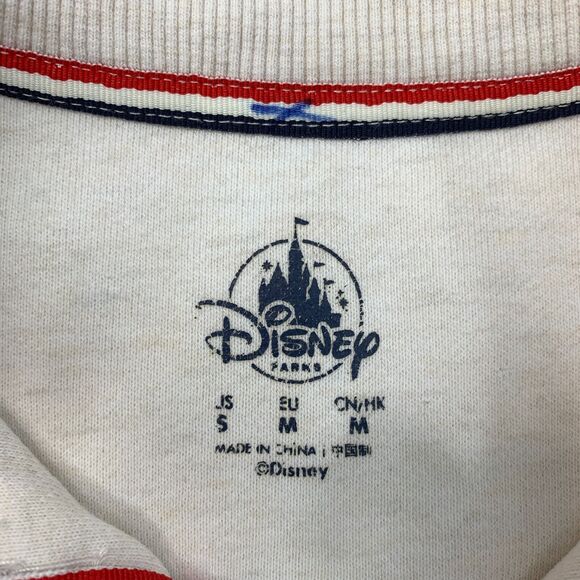 Disney
PARKS
US EU CN/HK
S M M
MADE IN CHINA | 中国制
©Disney